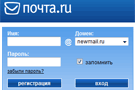 почта.ru
Имя: Домен:
@ newmail.ru
Пароль:
запомнить
забыли пароль?
регистрация вход